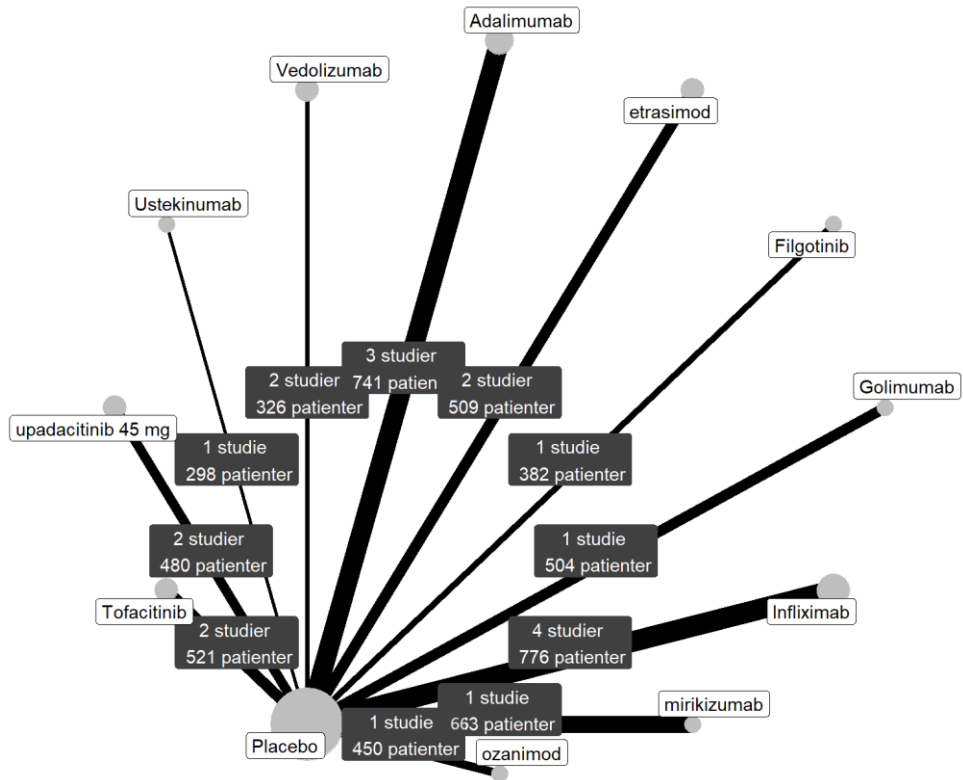 Adalimumab
Vedolizumab
etrasimod
Ustekinumab
Filgotinib
3 studier
741 patien
2 studier
326 patienter
2 studier
509 patienter
Golimumab
upadacitinib 45 mg
1 studie
298 patienter
1 studie
382 patienter
2 studier
480 patienter
1 studie
504 patienter
Tofacitinib
Infliximab
2 studier
521 patienter
4 studier
776 patienter
1 studie
663 patienter
mirikizumab
1 studie
450 patienter
Placebo
ozanimod